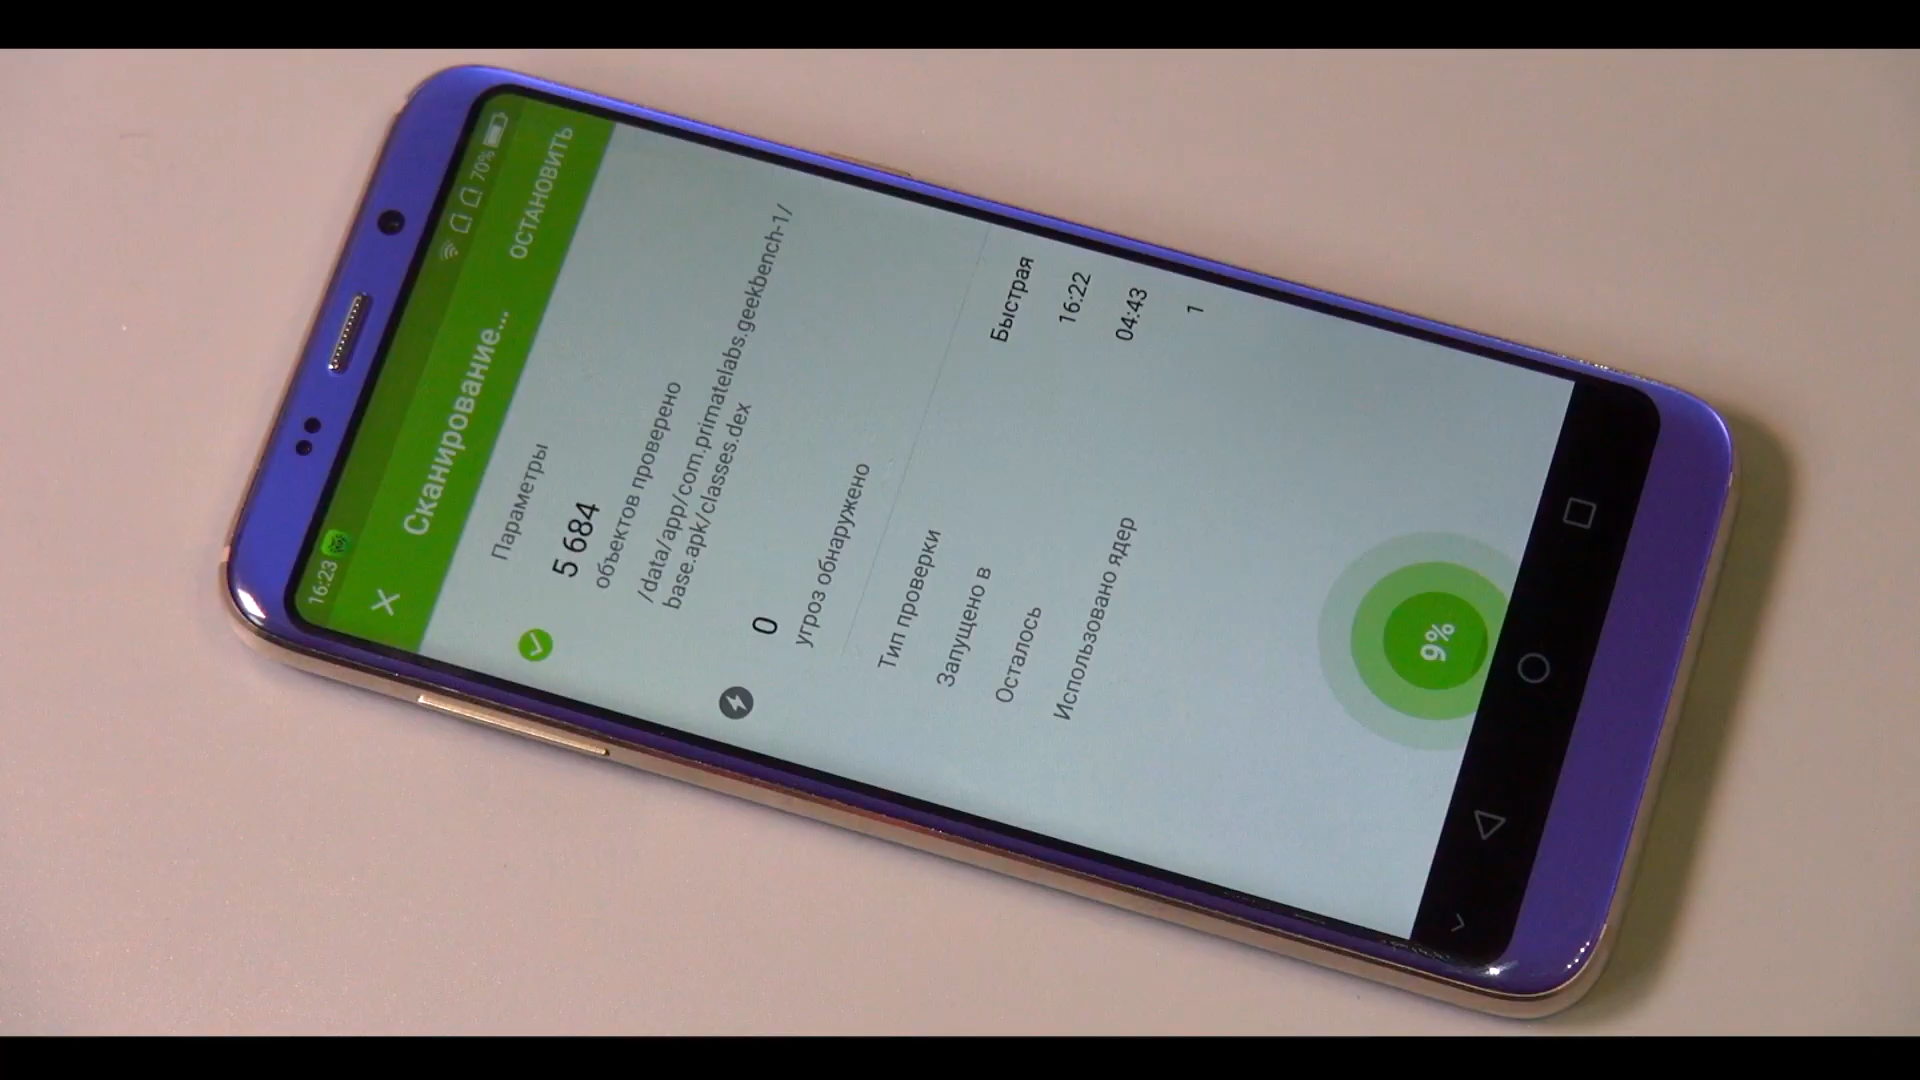 16:23
70%
Сканирование...
ОСТАНОВИТЬ
Параметры
5 684
объектов проверено
/data/app/com.primatelabs.geekbench-1/
base.apk/classes.dex
0
угроз обнаружено
Тип проверки Быстрая
Запущено в 16:22
Осталось 04:43
Использовано ядер 1
9%